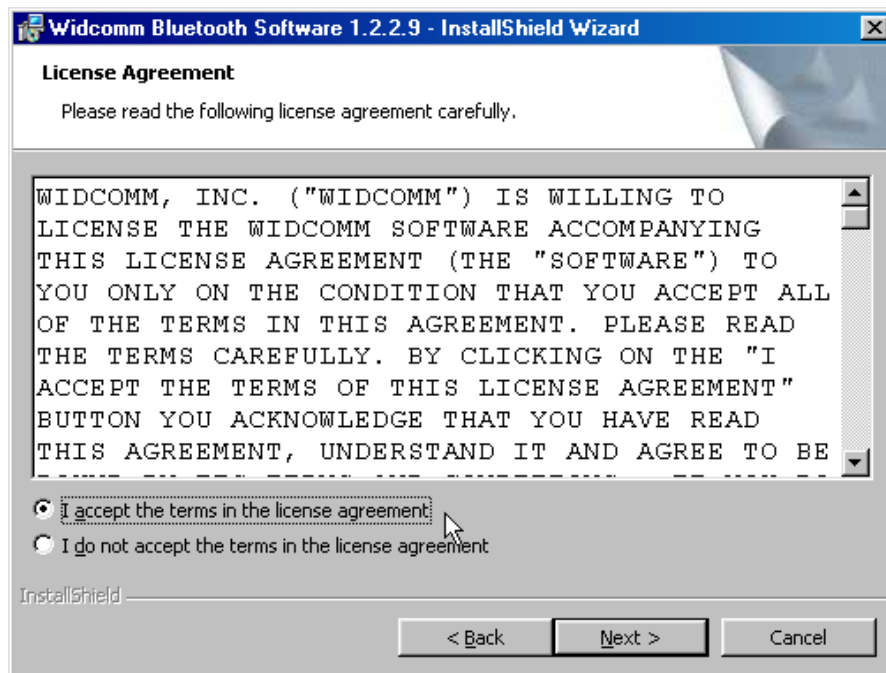 Widcomm Bluetooth Software 1.2.2.9 - InstallShield Wizard
License Agreement
Please read the following license agreement carefully.
WIDCOMM, INC. ("WIDCOMM") IS WILLING TO
LICENSE THE WIDCOMM SOFTWARE ACCOMPANYING
THIS LICENSE AGREEMENT (THE "SOFTWARE") TO
YOU ONLY ON THE CONDITION THAT YOU ACCEPT ALL
OF THE TERMS IN THIS AGREEMENT. PLEASE READ
THE TERMS CAREFULLY. BY CLICKING ON THE "I
ACCEPT THE TERMS OF THIS LICENSE AGREEMENT"
BUTTON YOU ACKNOWLEDGE THAT YOU HAVE READ
THIS AGREEMENT, UNDERSTAND IT AND AGREE TO BE
I accept the terms in the license agreement
I do not accept the terms in the license agreement
InstallShield
< Back Next > Cancel